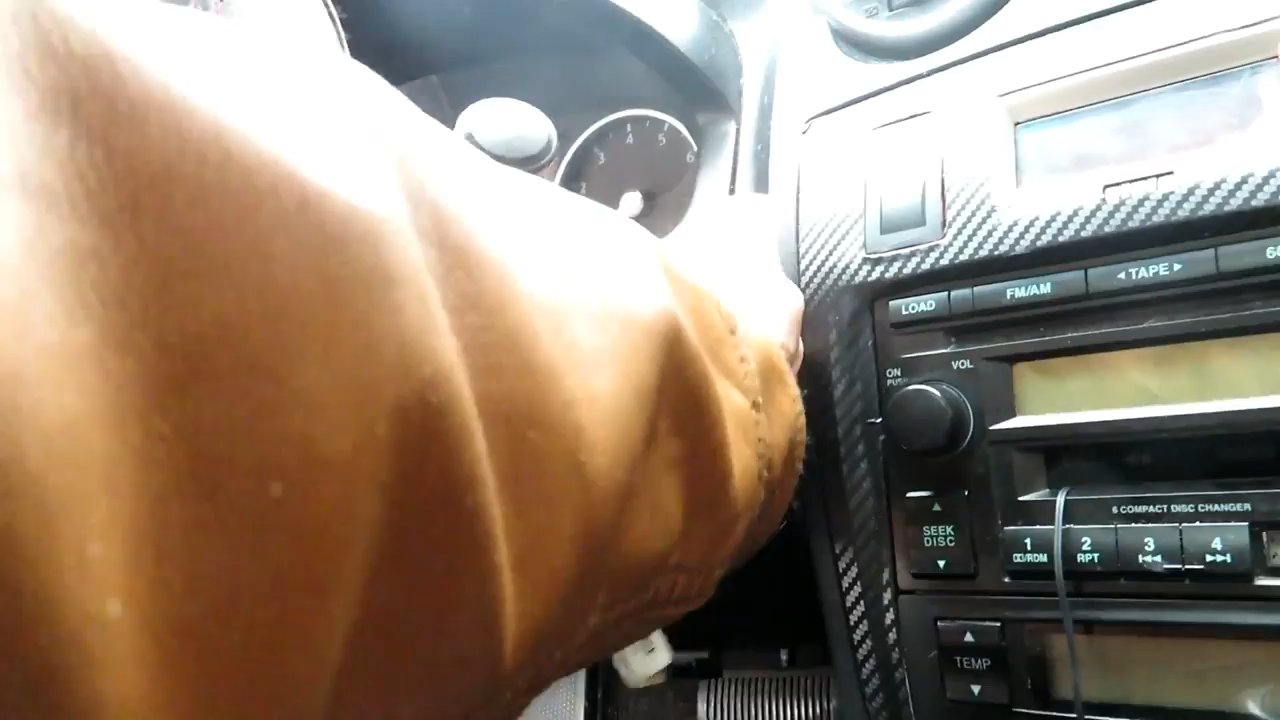 3 4 5 6
LOAD FM/AM TAPE
ON PUSH VOL
6 COMPACT DISC CHANGER
SEEK DISC
1 2 3 4
RDM RPT
TEMP